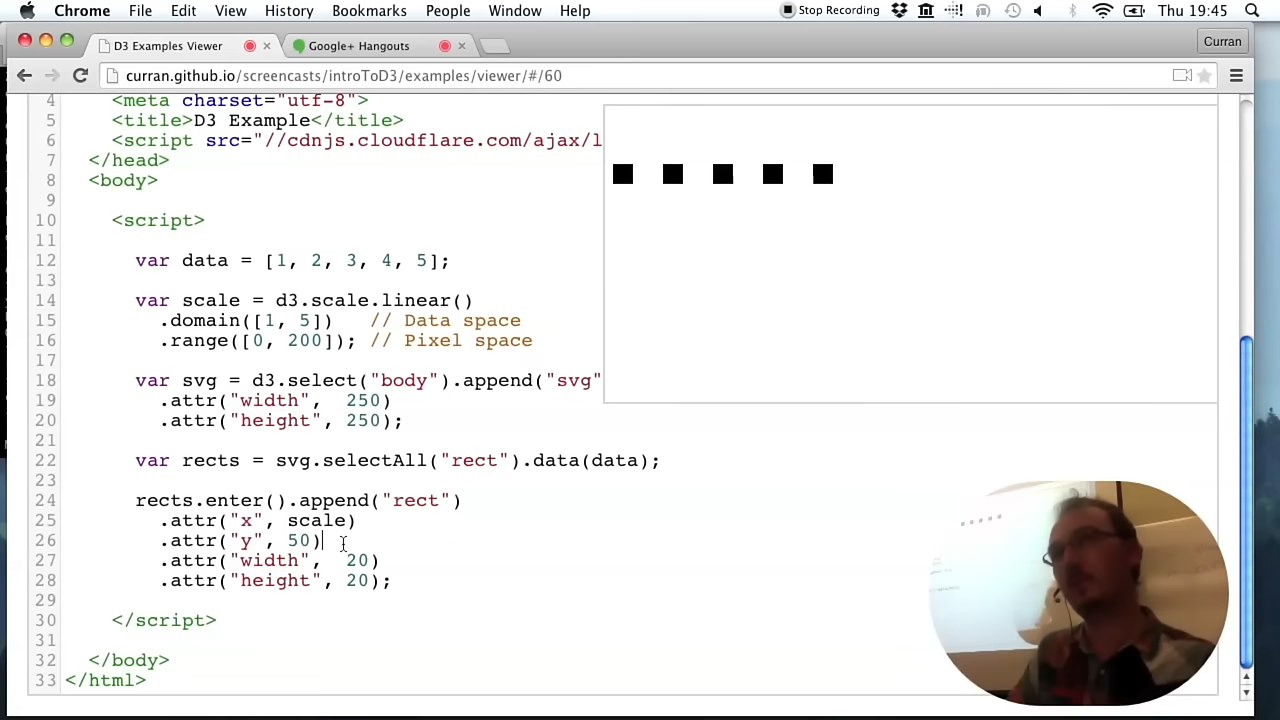 Chrome File Edit View History Bookmarks People Window Help Stop Recording Thu 19:45
D3 Examples Viewer Google+ Hangouts Curran
curran.github.io/screencasts/introToD3/examples/viewer/#/60
4 <meta charset="utf-8">
5 <title>D3 Example</title>
6 <script src="//cdnjs.cloudflare.com/ajax/l
7 </head>
8 <body>
9
10 <script>
11
12 var data = [1, 2, 3, 4, 5];
13
14 var scale = d3.scale.linear()
15 .domain([1, 5]) // Data space
16 .range([0, 200]); // Pixel space
17
18 var svg = d3.select("body").append("svg"
19 .attr("width", 250)
20 .attr("height", 250);
21
22 var rects = svg.selectAll("rect").data(data);
23
24 rects.enter().append("rect")
25 .attr("x", scale)
26 .attr("y", 50)
27 .attr("width", 20)
28 .attr("height", 20);
29
30 </script>
31
32 </body>
33 </html>